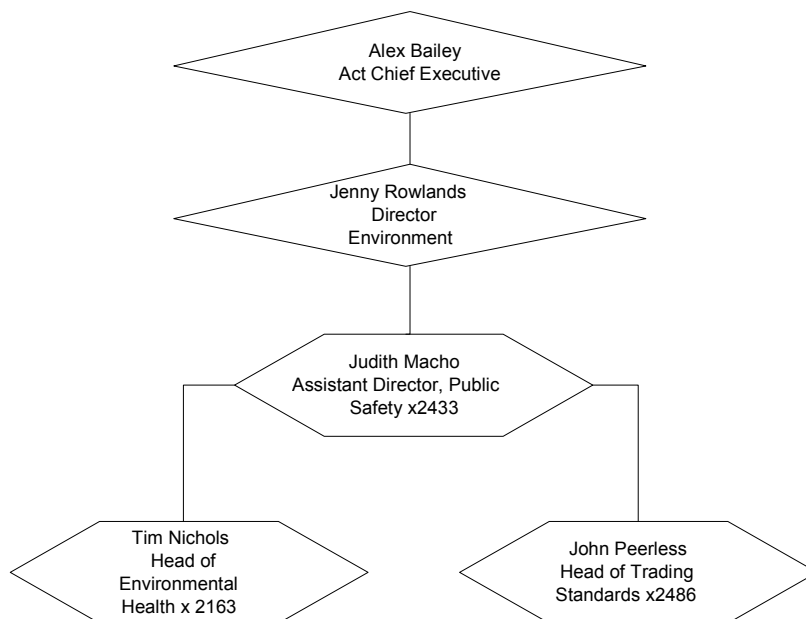 Alex Bailey
Act Chief Executive
Jenny Rowlands
Director
Environment
Judith Macho
Assistant Director, Public
Safety x2433
Tim Nichols
Head of
Environmental
Health x 2163
John Peerless
Head of Trading
Standards x2486